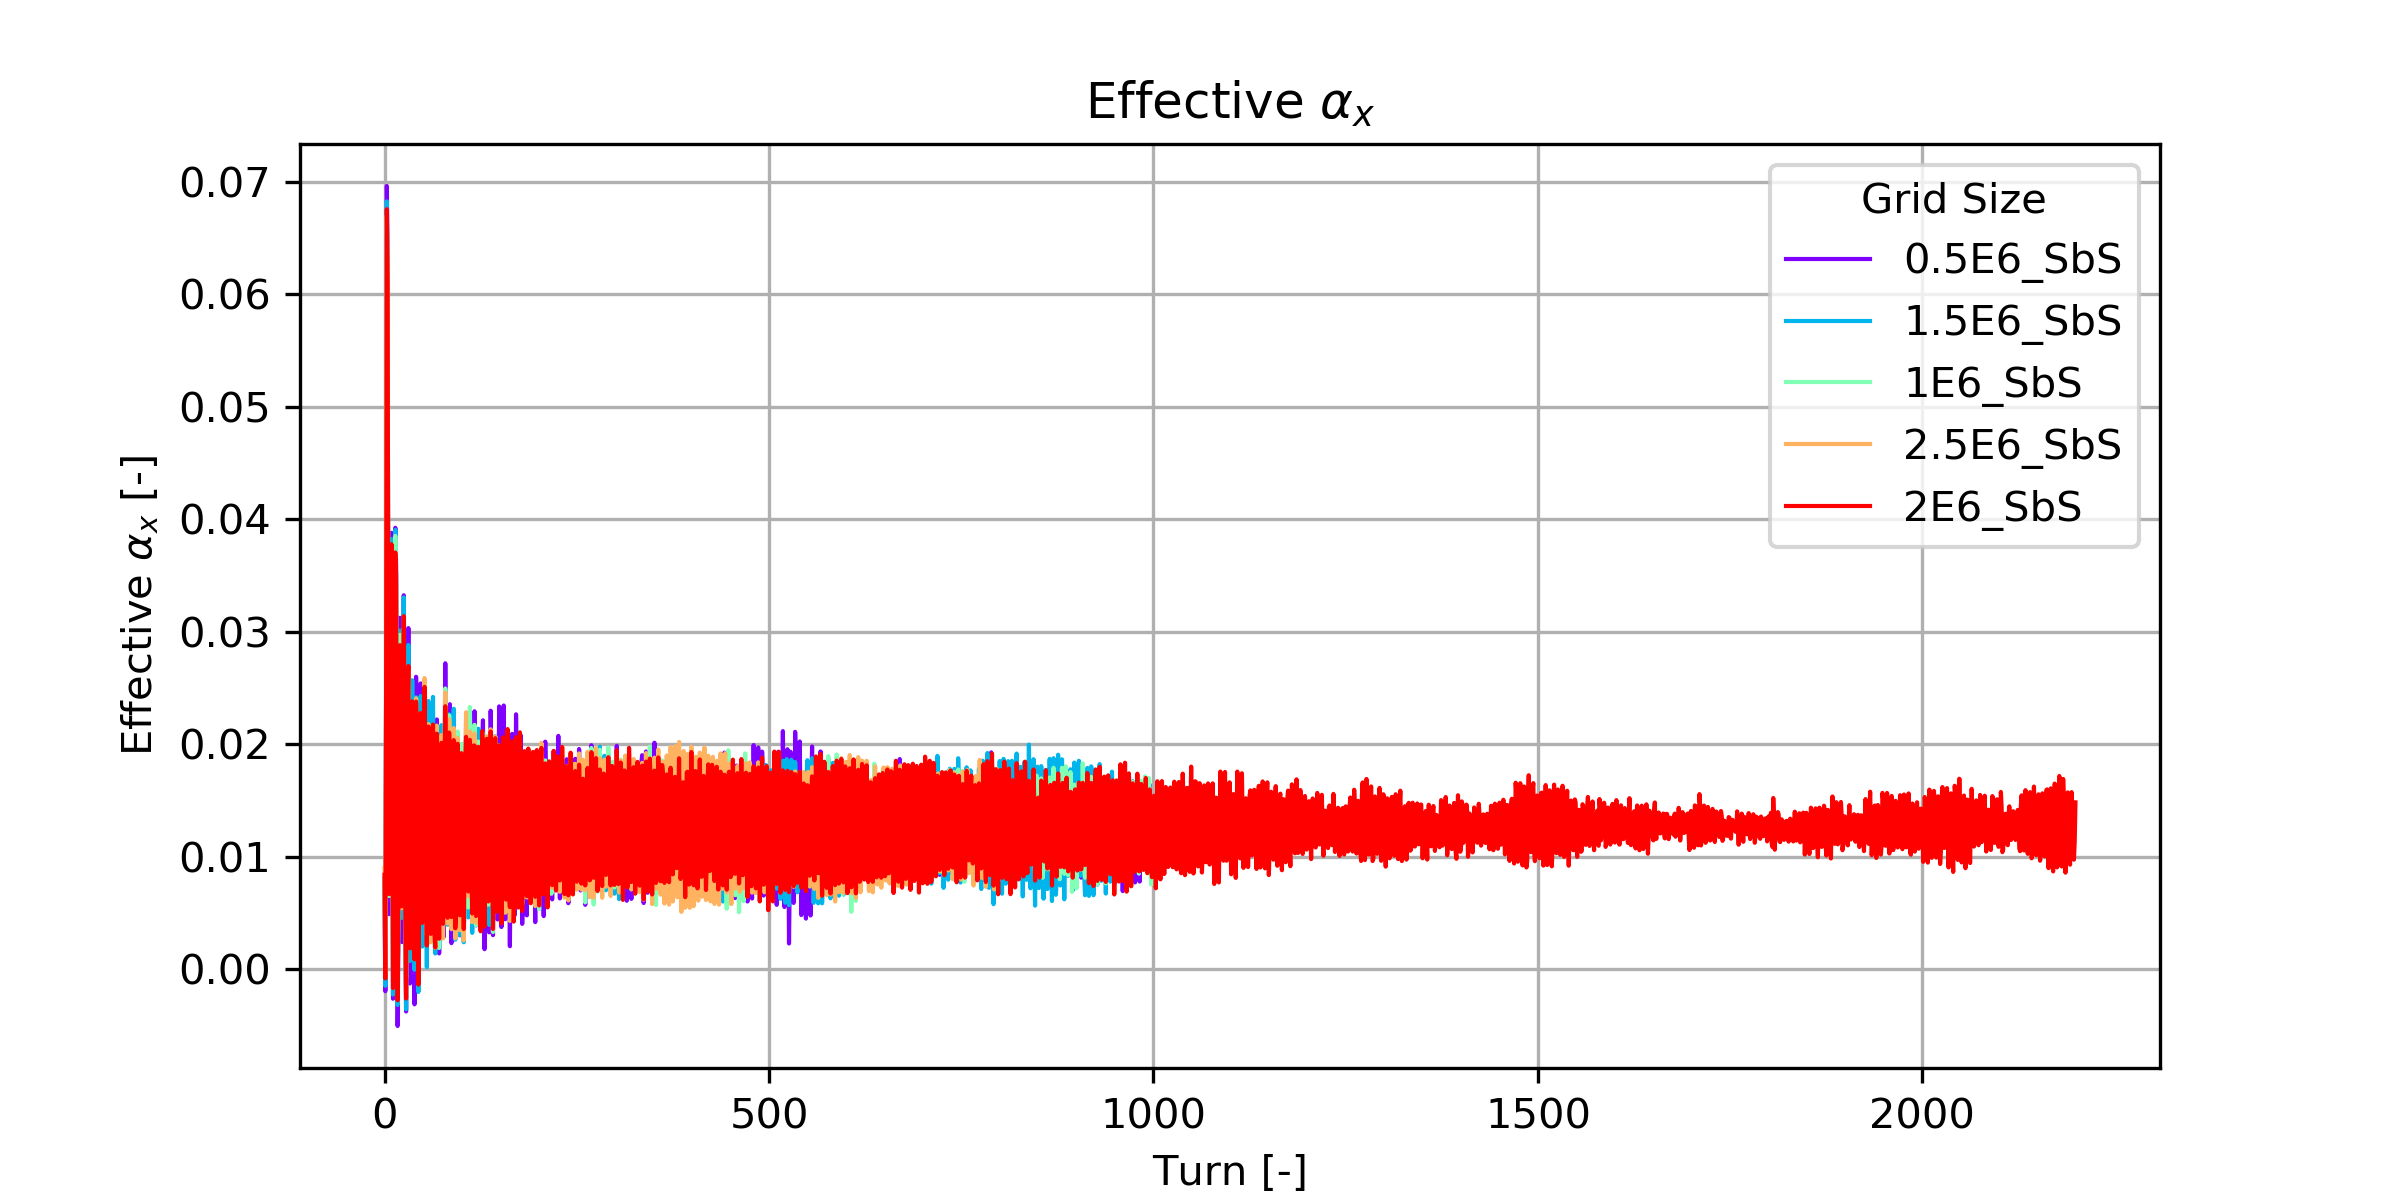 Effective αx
0.07
0.06
0.05
0.04
0.03
0.02
0.01
0.00
Effective αx [-]
0
500
1000
1500
2000
Turn [-]
Grid Size
0.5E6_SbS
1.5E6_SbS
1E6_SbS
2.5E6_SbS
2E6_SbS